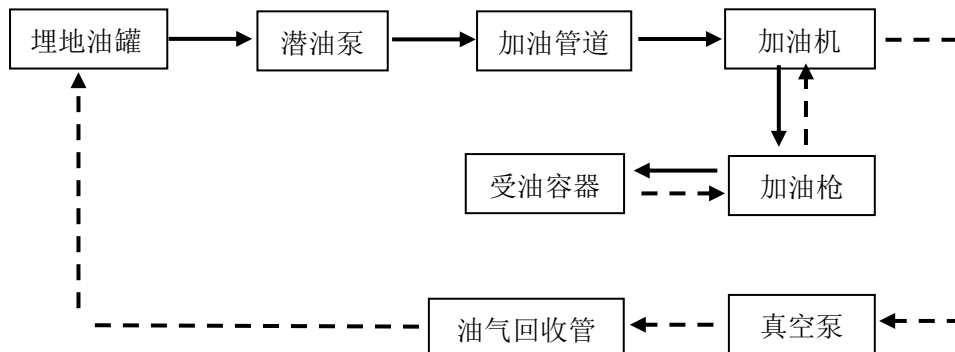 埋地油罐
潜油泵
加油管道
加油机
受油容器
加油枪
油气回收管
真空泵